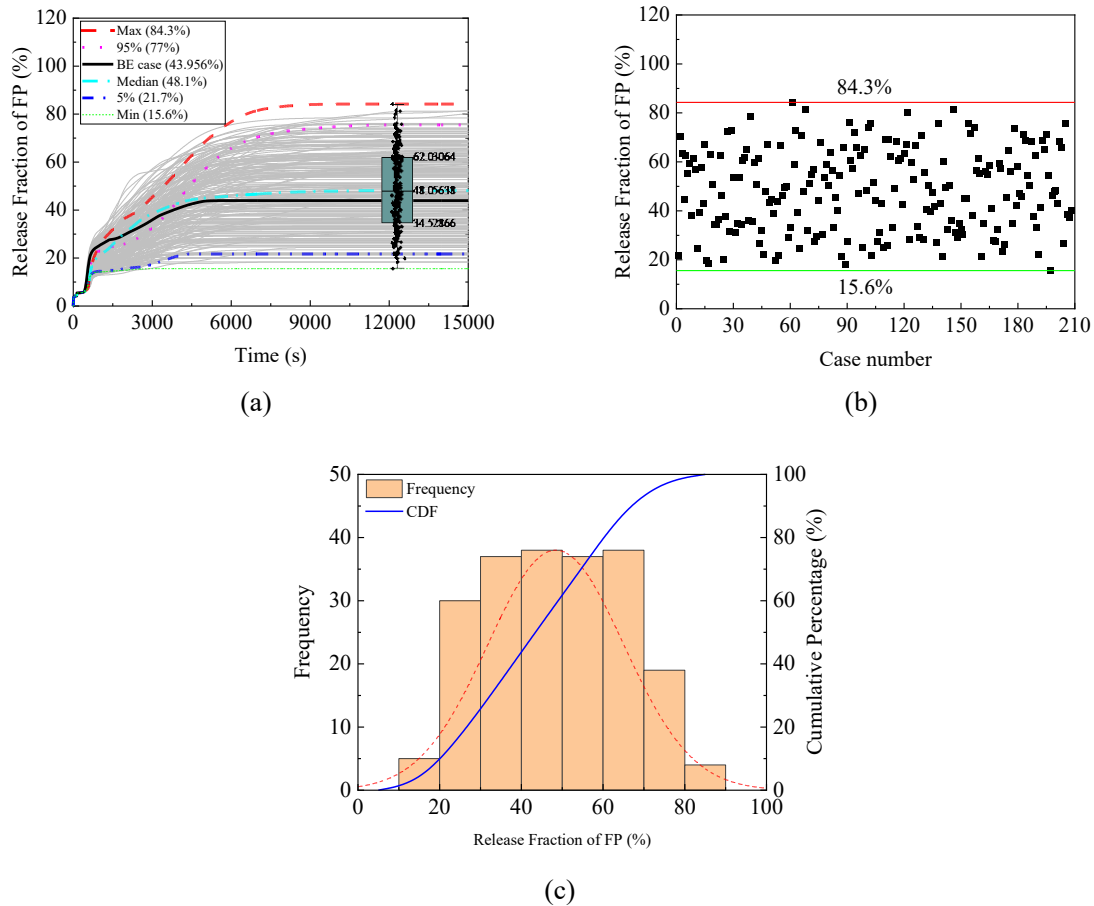 Max (84.3%)
95% (77%)
BE case (43.956%)
Median (48.1%)
5% (21.7%)
Min (15.6%)
Release Fraction of FP (%)
120
100
80
60
40
20
0
0 3000 6000 9000 12000 15000
Time (s)
(a)
Release Fraction of FP (%)
120
100
80
60
40
20
0
84.3%
15.6%
0 30 60 90 120 150 180 210
Case number
(b)
Frequency
CDF
Frequency
50
40
30
20
10
0
100
80
60
40
20
0
Cumulative Percentage (%)
0 20 40 60 80 100
Release Fraction of FP (%)
(c)